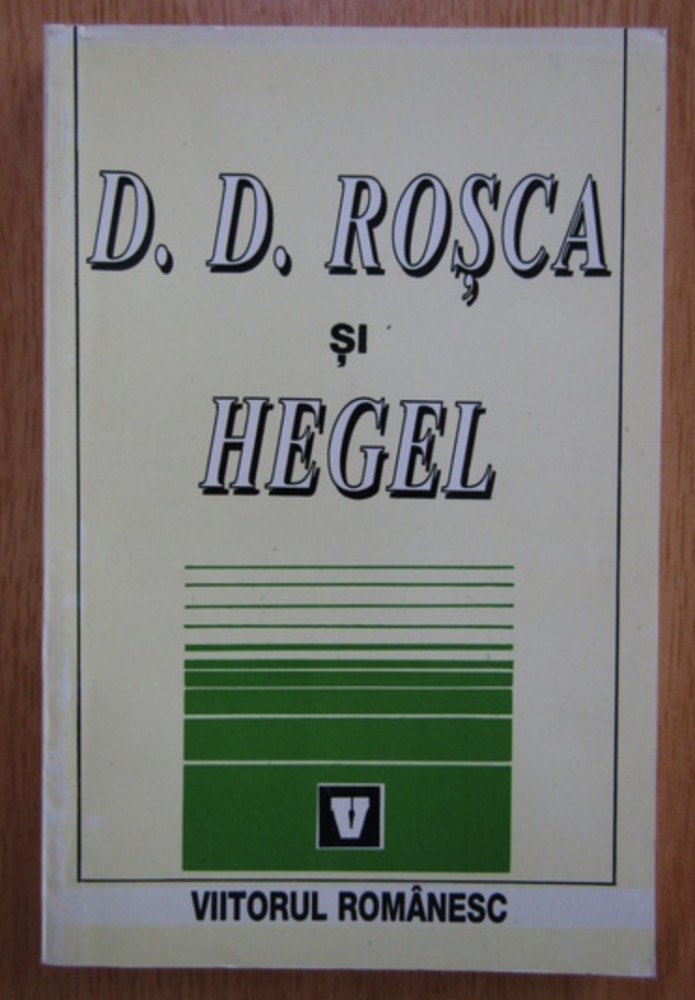 D. D. ROȘCA
ȘI
HEGEL
V
VIITORUL ROMÂNESC